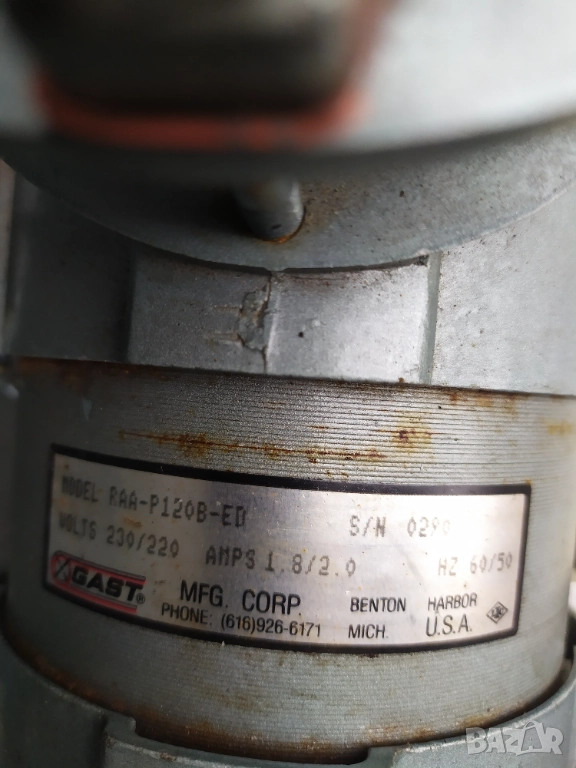 MODEL RAA-P120B-ED S/N 0290
VOLTS 230/220 AMPS 1.8/2.0 HZ 60/50
GAST® MFG. CORP. BENTON HARBOR
PHONE: (616)926-6171 MICH. U.S.A.
BAZAR